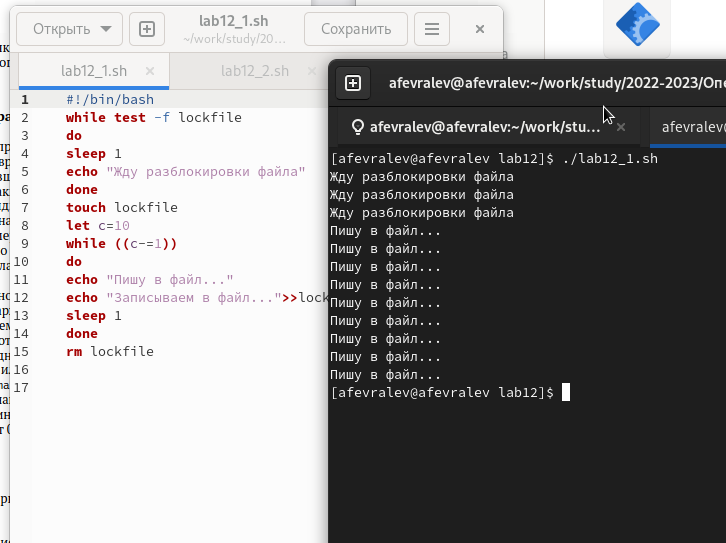 Открыть
lab12_1.sh
~/work/study/20...
Сохранить
lab12_1.sh
lab12_2.sh
1 #!/bin/bash
2 while test -f lockfile
3 do
4 sleep 1
5 echo "Жду разблокировки файла"
6 done
7 touch lockfile
8 let c=10
9 while ((c-=1))
10 do
11 echo "Пишу в файл..."
12 echo "Записываем в файл...">>lock
13 sleep 1
14 done
15 rm lockfile
16
17
afevralev@afevralev:~/work/study/2022-2023/Опе
afevralev@afevralev:~/work/stu...
afevralev@
[afevralev@afevralev lab12]$ ./lab12_1.sh
Жду разблокировки файла
Жду разблокировки файла
Жду разблокировки файла
Пишу в файл...
Пишу в файл...
Пишу в файл...
Пишу в файл...
Пишу в файл...
Пишу в файл...
Пишу в файл...
Пишу в файл...
Пишу в файл...
[afevralev@afevralev lab12]$